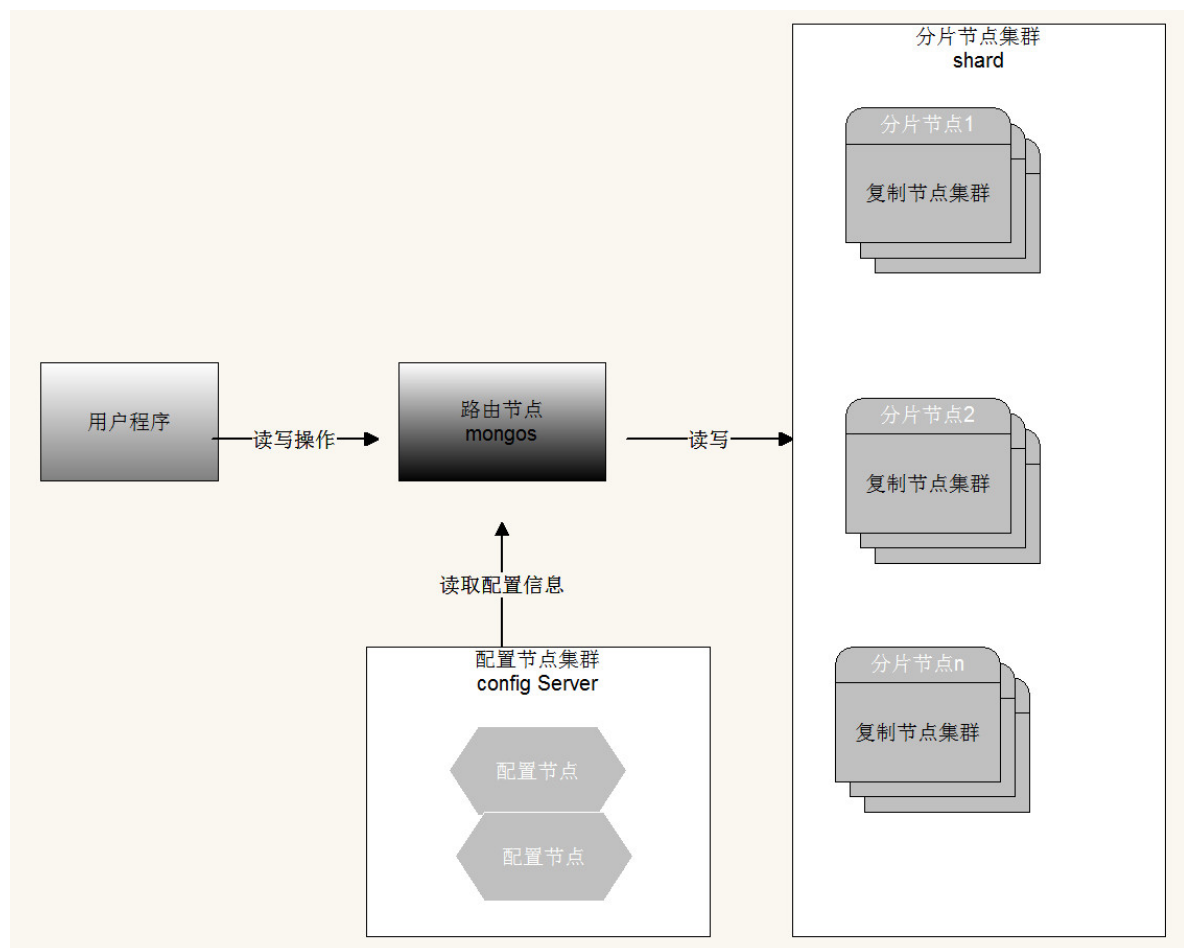 分片节点集群
shard
分片节点1
复制节点集群
用户程序
读写操作
路由节点
mongos
读写
分片节点2
复制节点集群
读取配置信息
配置节点集群
config Server
配置节点
配置节点
分片节点n
复制节点集群